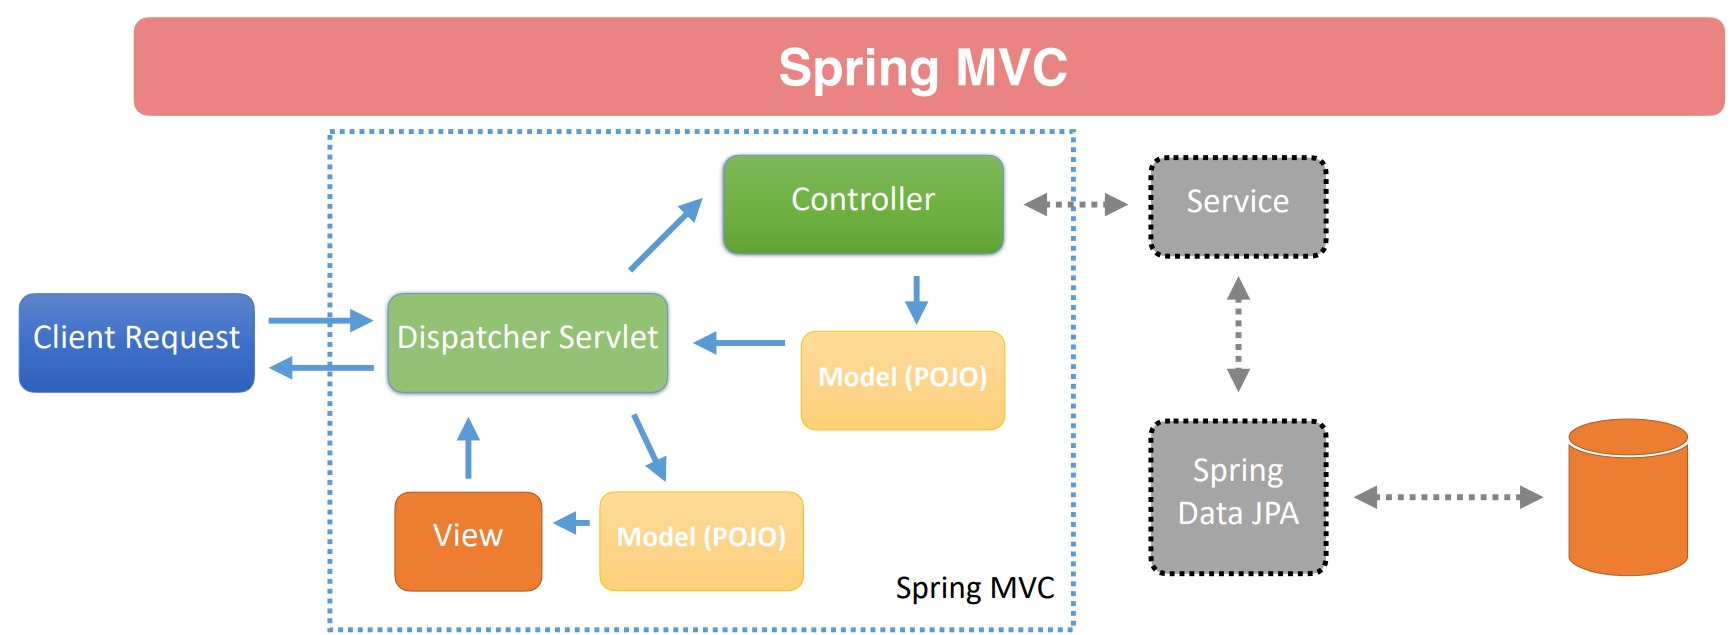 Spring MVC
Controller
Service
Client Request
Dispatcher Servlet
Model (POJO)
Spring
Data JPA
View
Model (POJO)
Spring MVC